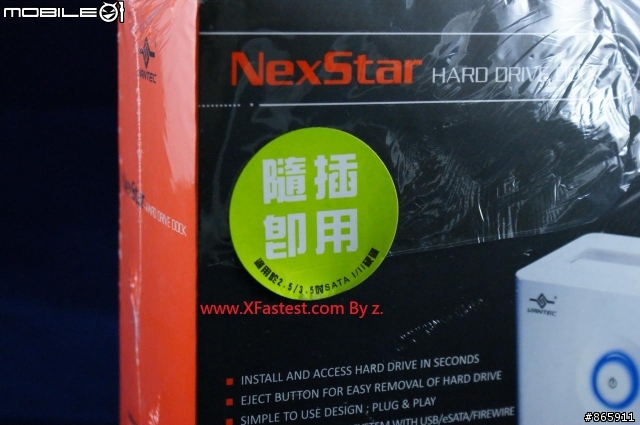 MOBILE01
VANTEC
NexStar HARD DRIVE DOCK
NexStar HARD DRIVE DOCK
隨插
即用
適用於2.5/3.5吋SATA I/II硬碟
www.XFastest.com By z.
VANTEC
INSTALL AND ACCESS HARD DRIVE IN SECONDS
EJECT BUTTON FOR EASY REMOVAL OF HARD DRIVE
SIMPLE TO USE DESIGN ; PLUG & PLAY
WITH USB/eSATA/FIREWIRE
#865911